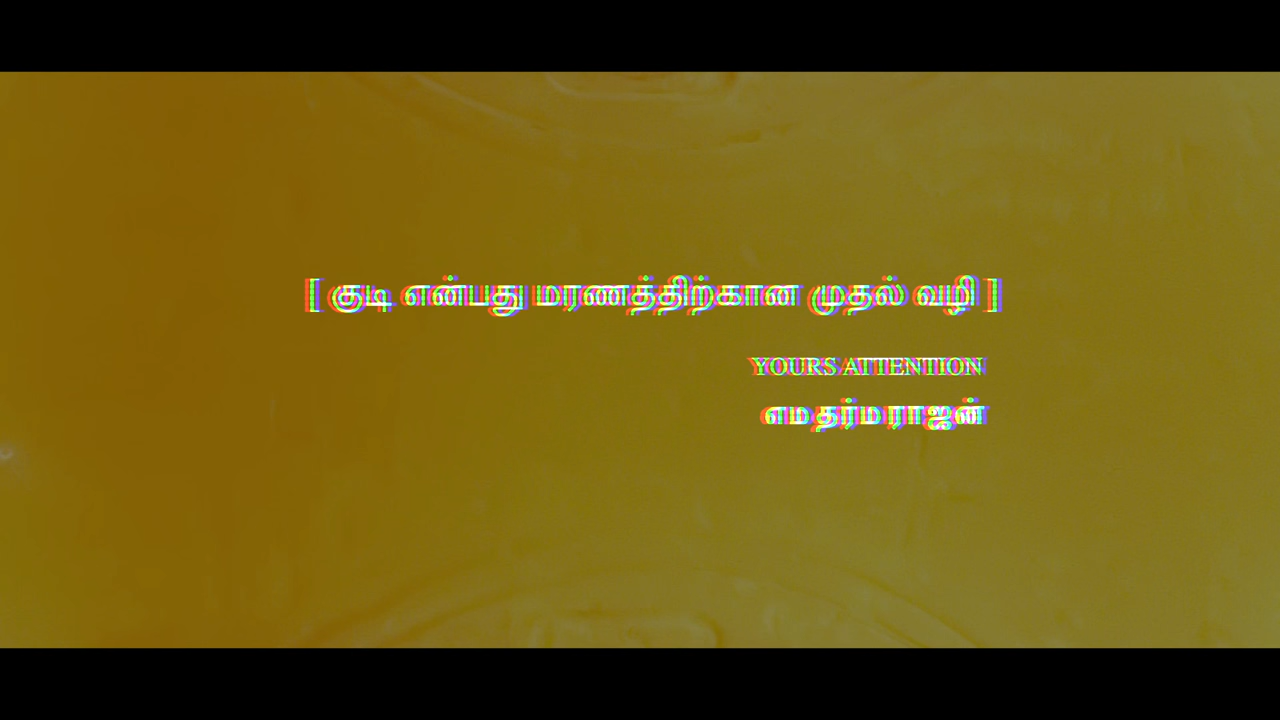 [ குடி என்பது மரணத்திற்கான முதல் வழி ]
YOURS ATTENTION
எமதர்மராஜன்